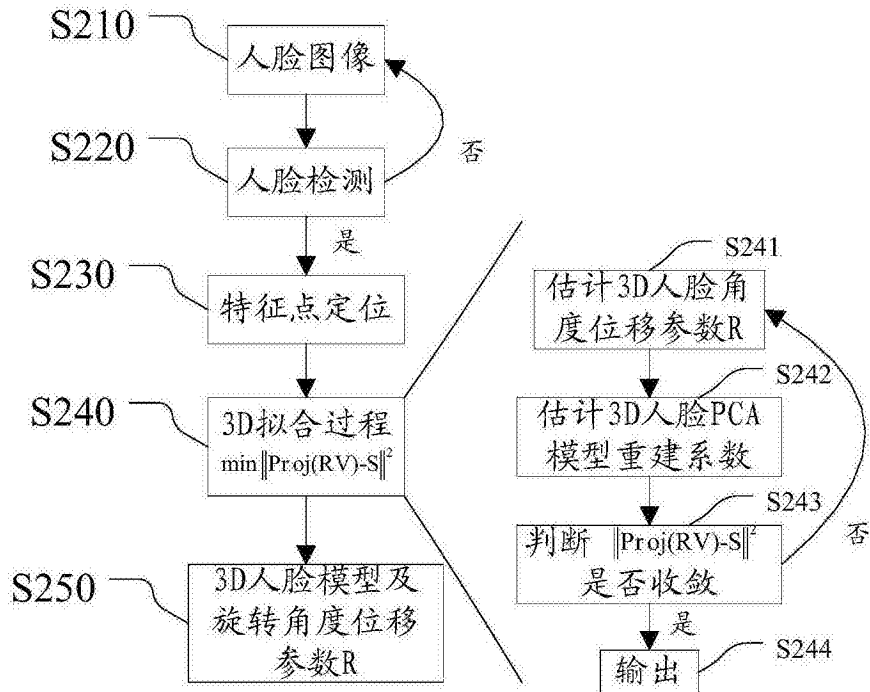 S210
人脸图像
S220
人脸检测
否
是
S230
特征点定位
S240
3D拟合过程
min‖Proj(RV)-S‖²
S250
3D人脸模型及
旋转角度位移
参数R
S241
估计3D人脸角
度位移参数R
S242
估计3D人脸PCA
模型重建系数
S243
判断 ‖Proj(RV)-S‖²
是否收敛
否
是
S244
输出